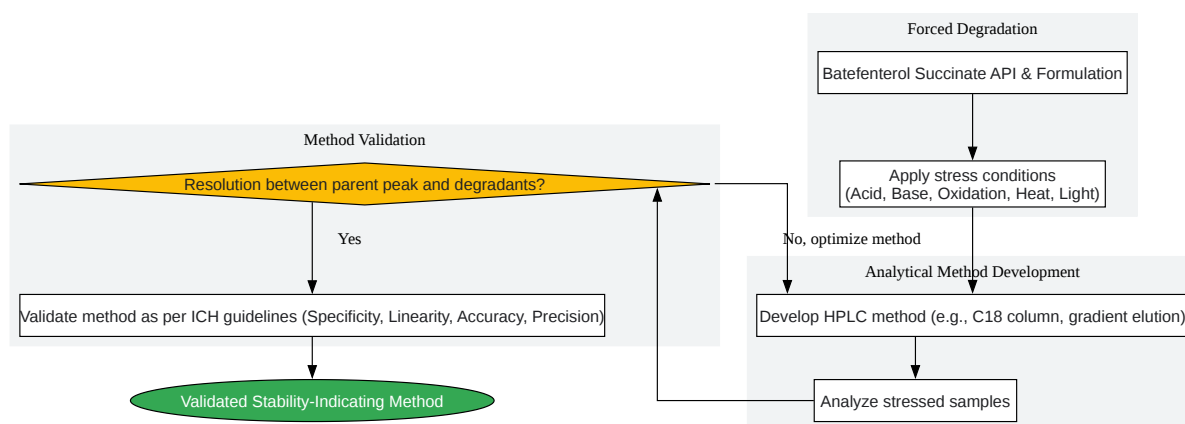 Forced Degradation
Batefenterol Succinate API & Formulation
Apply stress conditions
(Acid, Base, Oxidation, Heat, Light)
Method Validation
Resolution between parent peak and degradants?
Yes
No, optimize method
Analytical Method Development
Validate method as per ICH guidelines (Specificity, Linearity, Accuracy, Precision)
Develop HPLC method (e.g., C18 column, gradient elution)
Validated Stability-Indicating Method
Analyze stressed samples